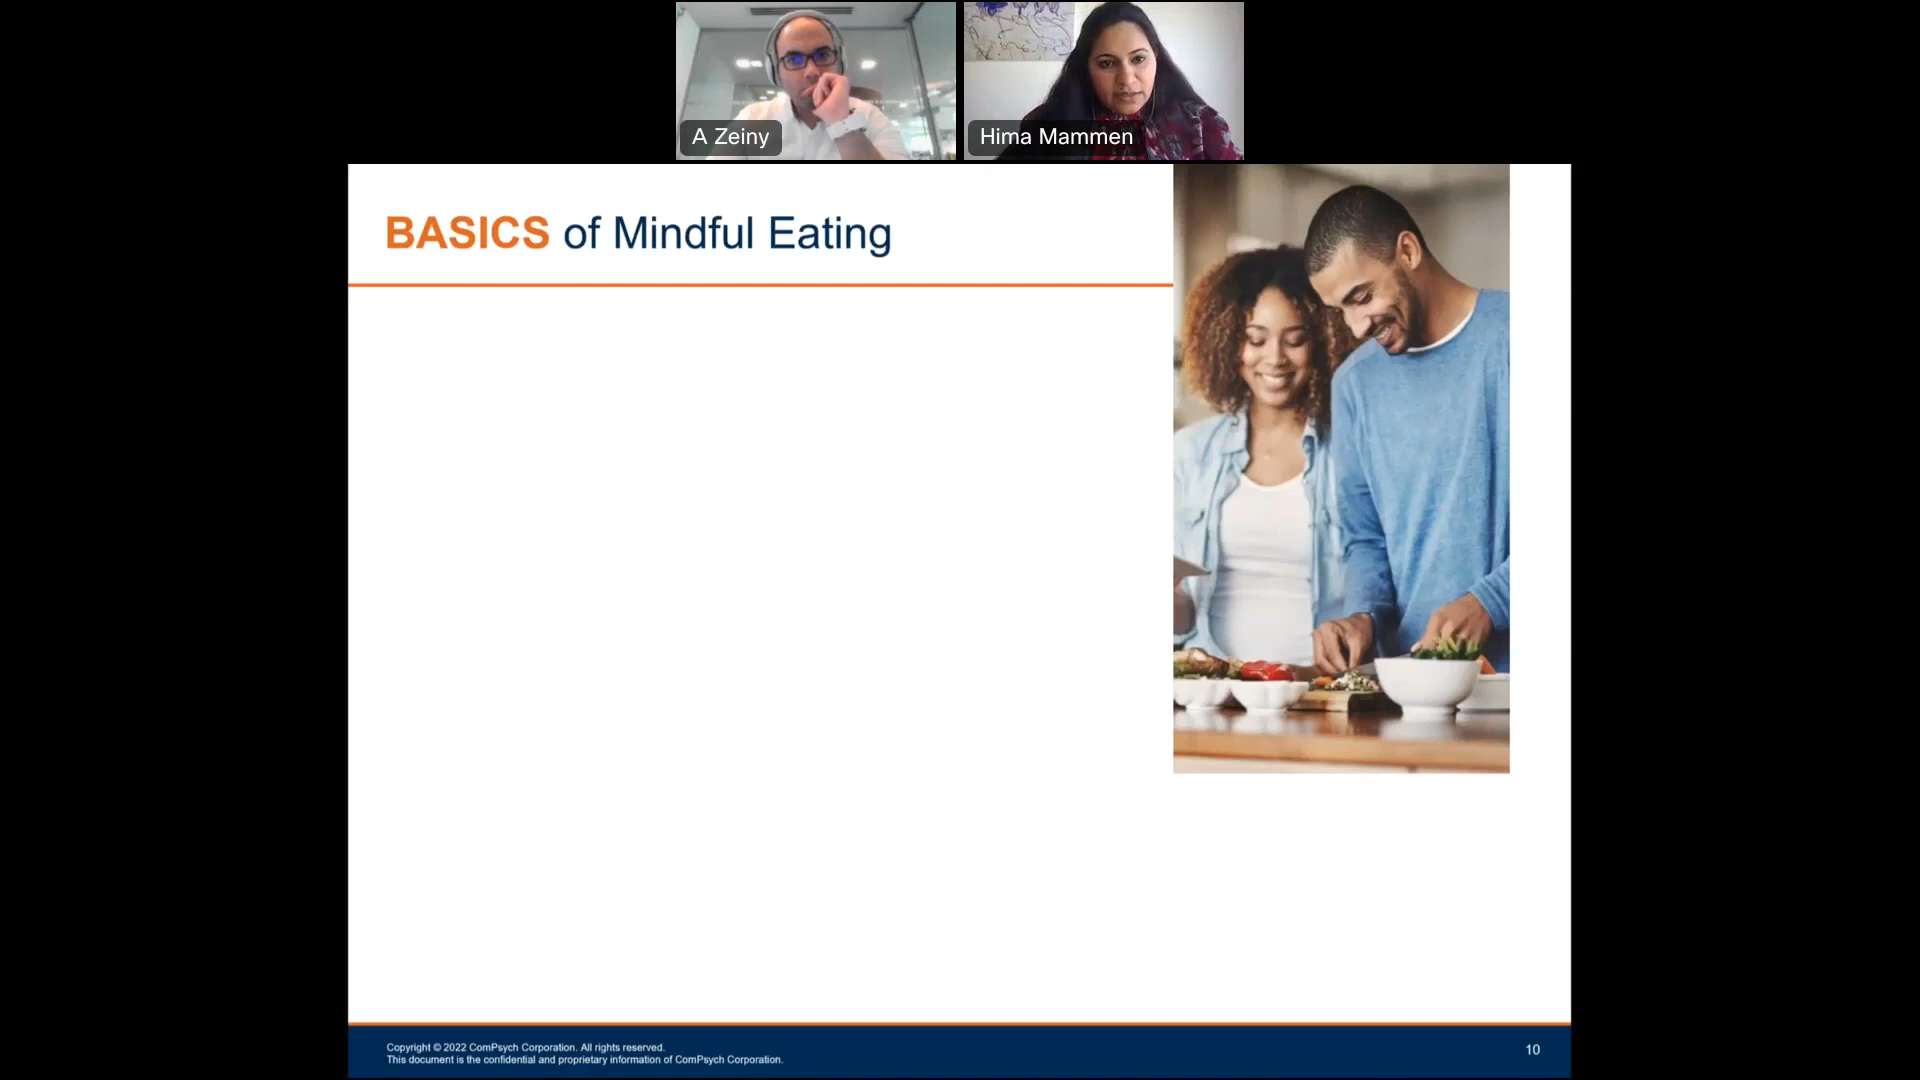 A Zeiny
Hima Mammen
BASICS of Mindful Eating
Copyright © 2022 ComPsych Corporation. All rights reserved.
This document is the confidential and proprietary information of ComPsych Corporation.
10